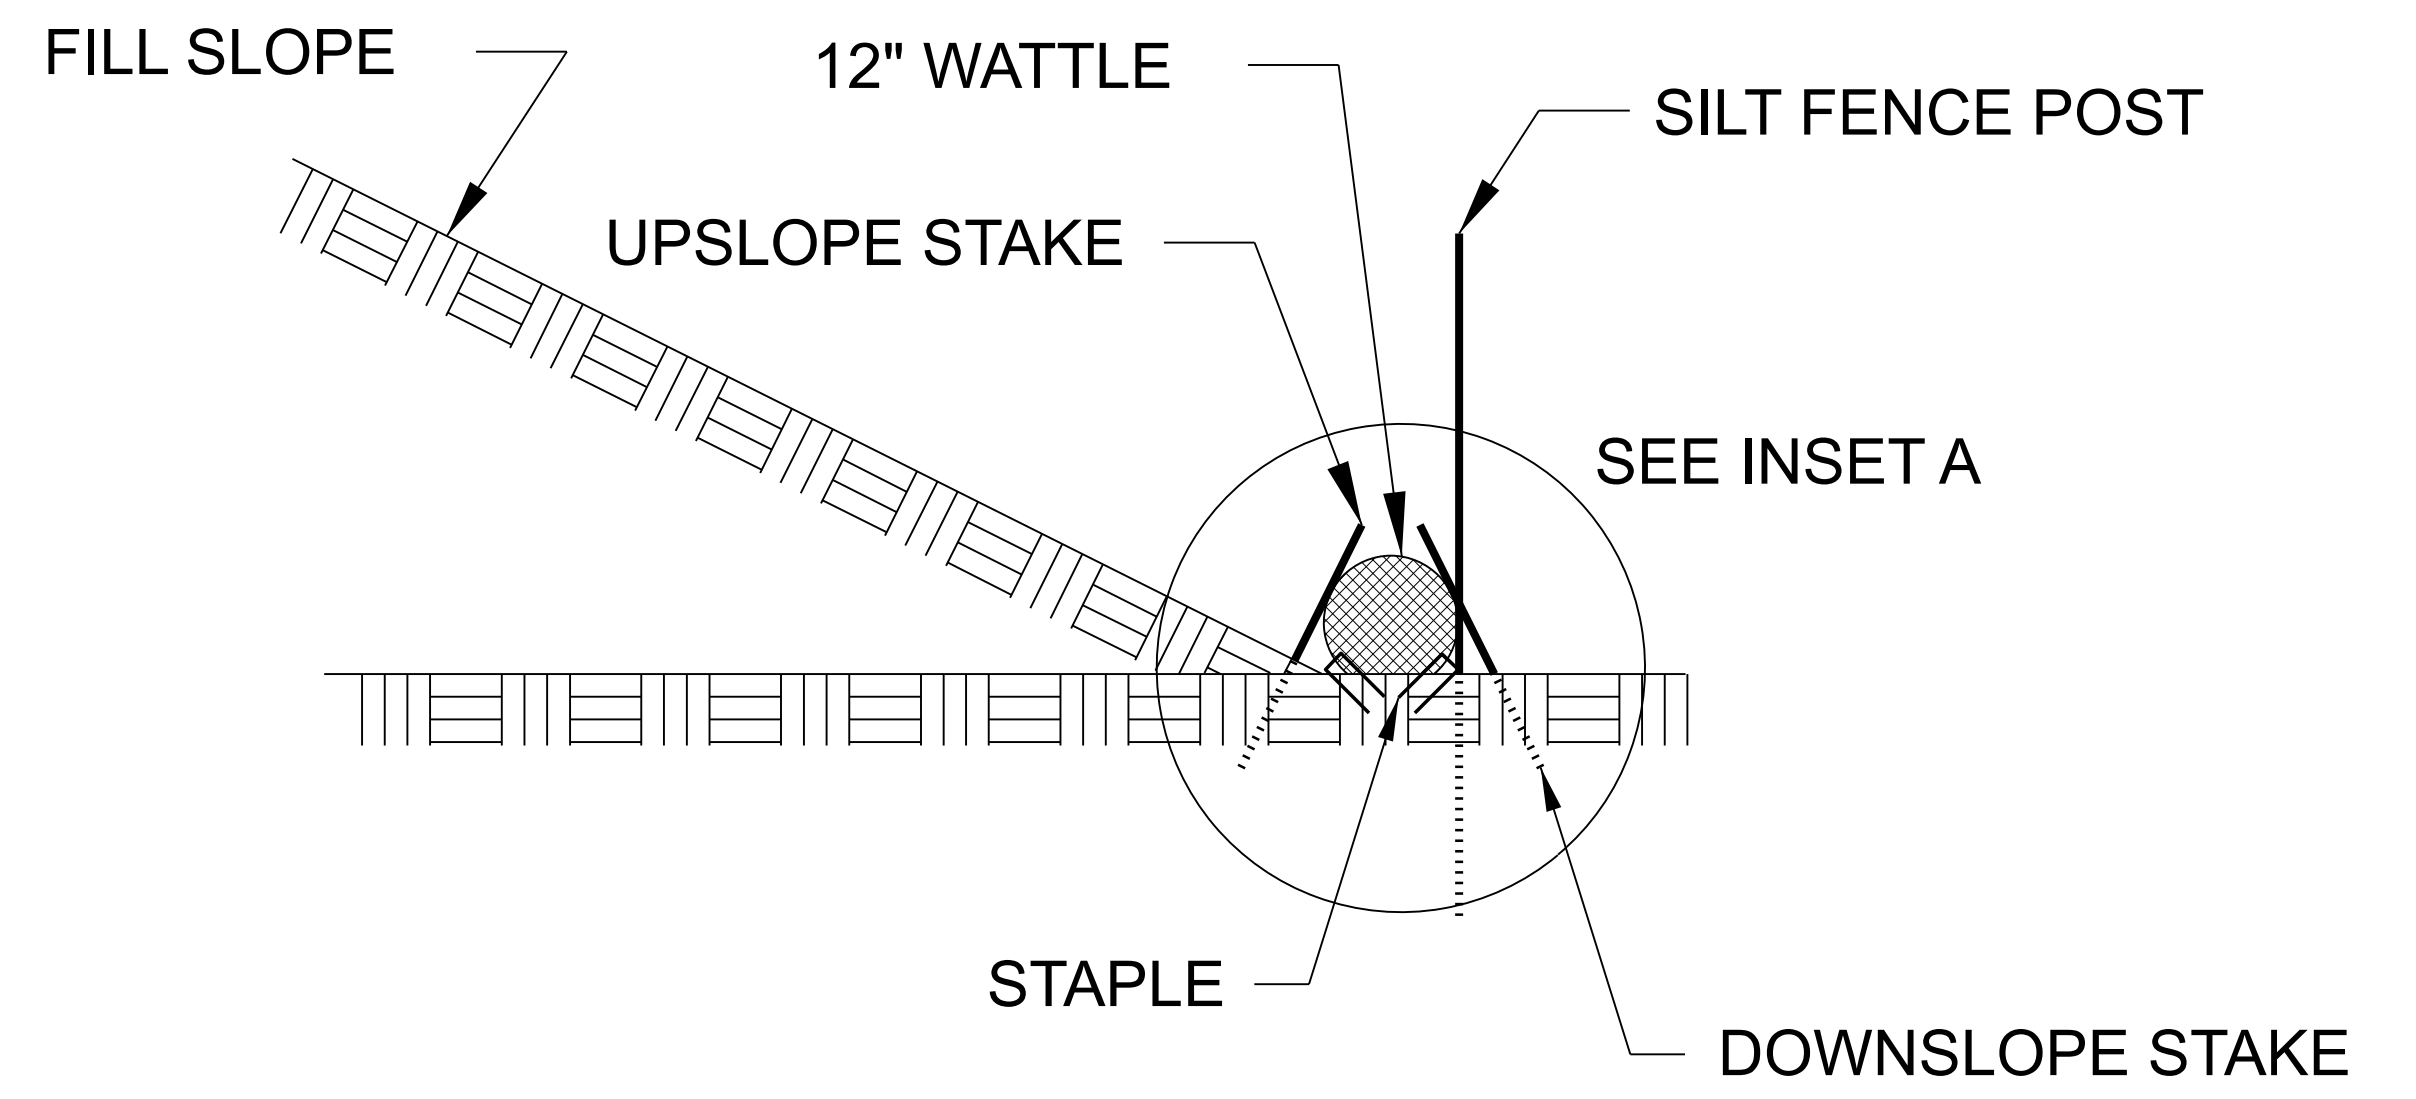 FILL SLOPE
12" WATTLE
SILT FENCE POST
UPSLOPE STAKE
SEE INSET A
STAPLE
DOWNSLOPE STAKE